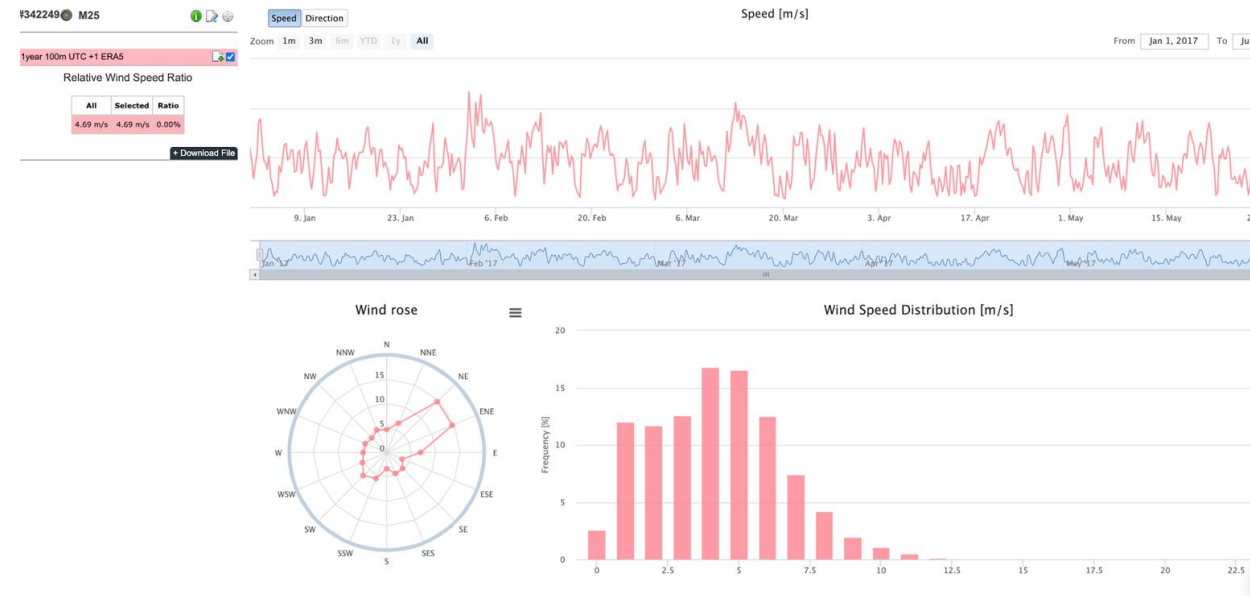 #342249 M25
1year 100m UTC +1 ERA5
Relative Wind Speed Ratio
All Selected Ratio
4.69 m/s 4.69 m/s 0.00%
+ Download File
Speed Direction
Speed [m/s]
Zoom 1m 3m 6m YTD 1y All
From Jan 1, 2017 To Ju
9. Jan 23. Jan 6. Feb 20. Feb 6. Mar 20. Mar 3. Apr 17. Apr 1. May 15. May 2
Jan '17 Feb '17 Mar '17 Apr '17 May '17
Wind rose
N
NNE
NE
ENE
E
ESE
SE
SES
S
SSW
SW
WSW
W
WNW
NW
NNW
15
10
5
0
Wind Speed Distribution [m/s]
Frequency [%]
20
15
10
5
0
0 2.5 5 7.5 10 12.5 15 17.5 20 22.5